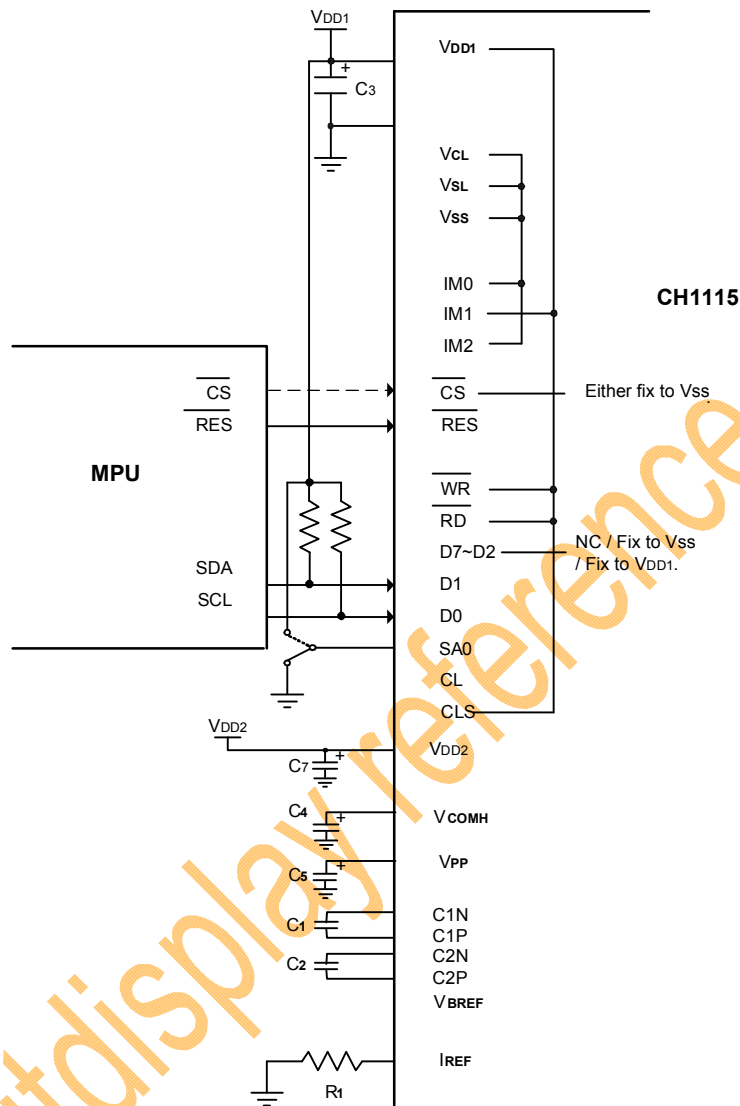 VDD1
VDD1
C3
+
VCL
VSL
VSS
IM0
IM1
IM2
CH1115
CS
CS
Either fix to Vss.
RES
RES
MPU
WR
RD
D7~D2
NC / Fix to Vss
/ Fix to VDD1.
SDA
D1
SCL
D0
SA0
CL
CLS
VDD2
VDD2
C7
+
C4
+
VCOMH
C5
+
VPP
C1
C1N
C1P
C2
C2N
C2P
VBREF
IREF
R1
tdisplay reference